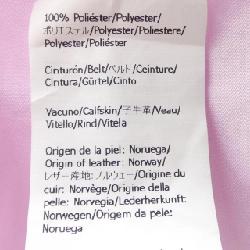 100% Poliéster/Polyester/
ポリエステル/Polyester/Poliestere/
Polyester/Poliéster
Cinturón/Belt/ベルト/Ceinture/
Cintura/Gürtel/Cinto
Vacuno/Calfskin/子牛革/Veau/
Vitello/Rind/Vitela
Origen de la piel: Noruega/
Origin of leather: Norway/
レザー産地: ノルウェー/Origine du
cuir: Norvège/Origine della
pelle: Norvegia/Lederherkunft:
Norwegen/Origem da pele:
Noruega